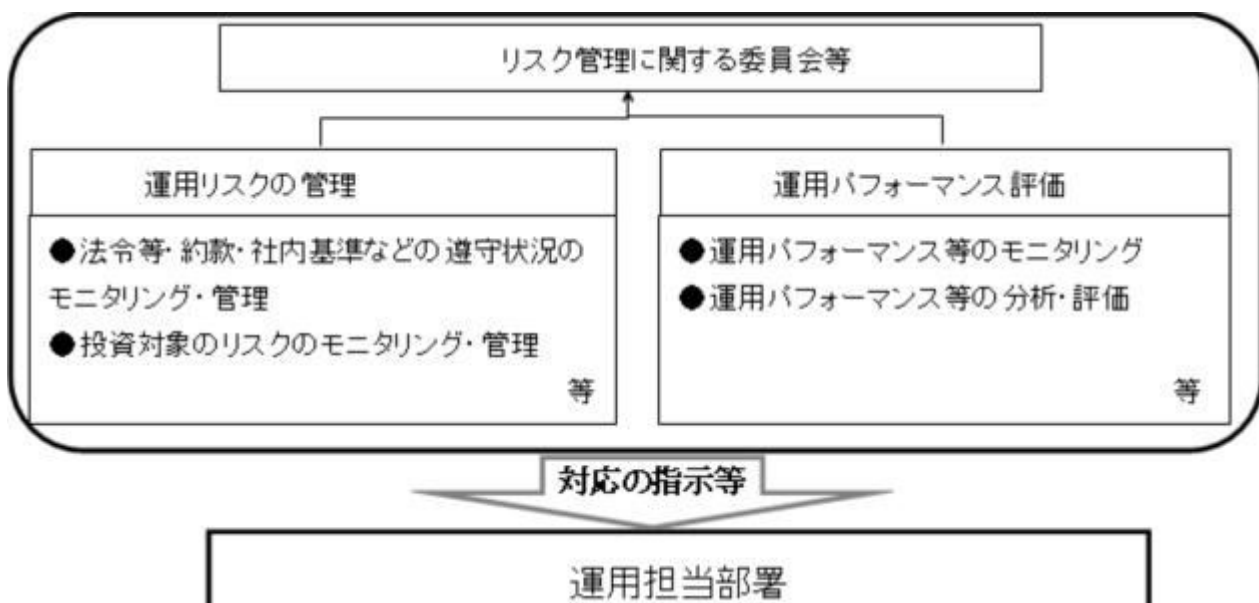 リスク管理に関する委員会等
運用リスクの管理
●法令等・約款・社内基準などの遵守状況の
モニタリング・管理
●投資対象のリスクのモニタリング・管理
等
運用パフォーマンス評価
●運用パフォーマンス等のモニタリング
●運用パフォーマンス等の分析・評価
等
対応の指示等
運用担当部署